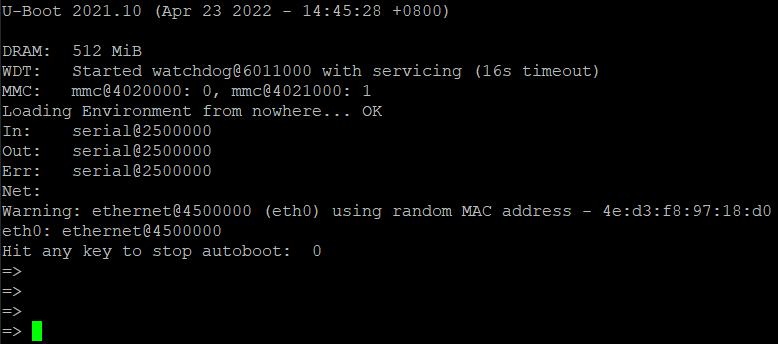 U-Boot 2021.10 (Apr 23 2022 - 14:45:28 +0800)
DRAM:  512 MiB
WDT:   Started watchdog@6011000 with servicing (16s timeout)
MMC:   mmc@4020000: 0, mmc@4021000: 1
Loading Environment from nowhere... OK
In:    serial@2500000
Out:   serial@2500000
Err:   serial@2500000
Net:
Warning: ethernet@4500000 (eth0) using random MAC address - 4e:d3:f8:97:18:d0
eth0: ethernet@4500000
Hit any key to stop autoboot:  0
=>
=>
=>
=>